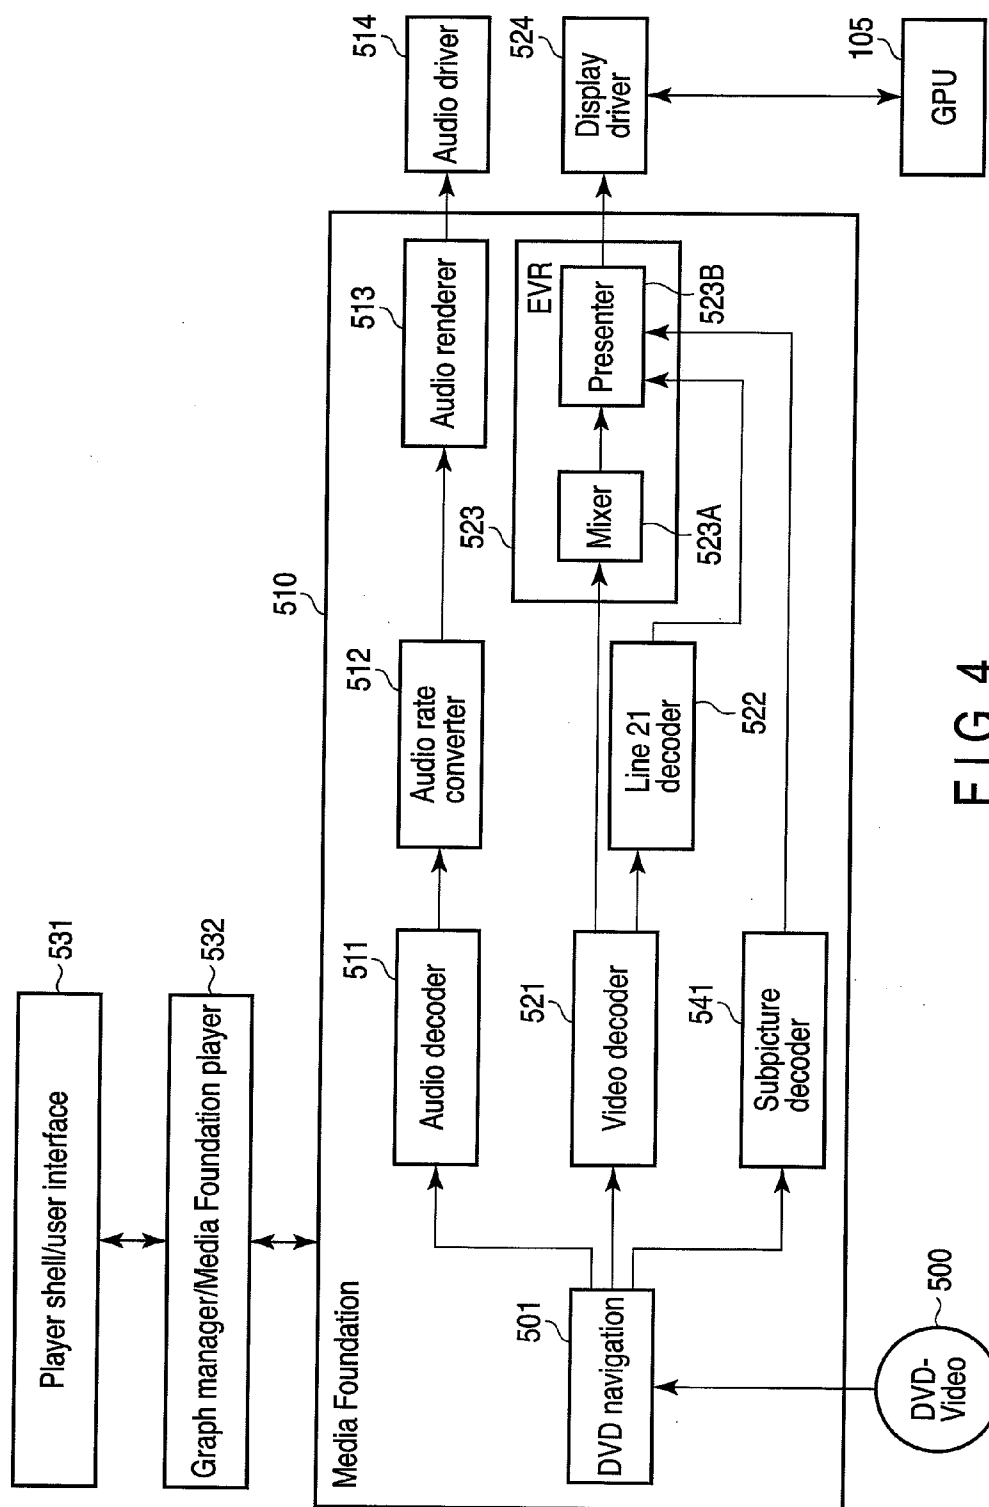 Player shell/user interface
531
Graph manager/Media Foundation player
532
Media Foundation
510
DVD-
Video
500
DVD navigation
501
Audio decoder
511
Audio rate
converter
512
Audio renderer
513
Audio driver
514
Video decoder
521
Line 21
decoder
522
523
EVR
Mixer
523A
Presenter
523B
Display
driver
524
Subpicture
decoder
541
GPU
105
FIG. 4